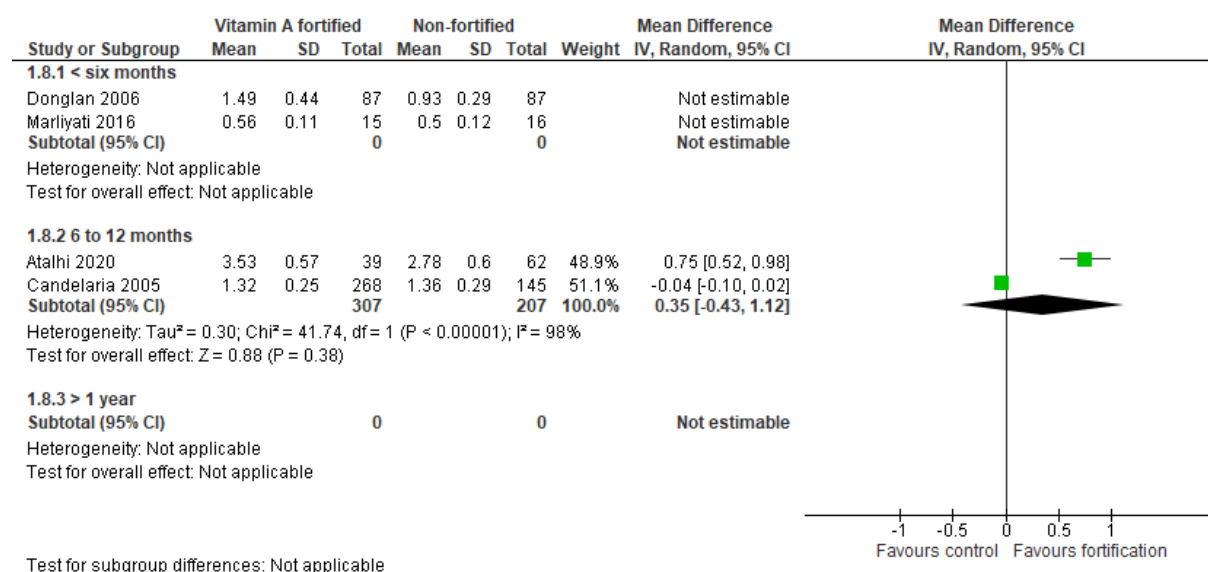 Vitamin A fortified Non-fortified Mean Difference Mean Difference
Study or Subgroup Mean SD Total Mean SD Total Weight IV, Random, 95% CI IV, Random, 95% CI
1.8.1 < six months
Donglan 2006 1.49 0.44 87 0.93 0.29 87 Not estimable
Marliyati 2016 0.56 0.11 15 0.5 0.12 16 Not estimable
Subtotal (95% CI) 0 0 Not estimable
Heterogeneity: Not applicable
Test for overall effect: Not applicable
1.8.2 6 to 12 months
Atalhi 2020 3.53 0.57 39 2.78 0.6 62 48.9% 0.75 [0.52, 0.98]
Candelaria 2005 1.32 0.25 268 1.36 0.29 145 51.1% -0.04 [-0.10, 0.02]
Subtotal (95% CI) 307 207 100.0% 0.35 [-0.43, 1.12]
Heterogeneity: Tau² = 0.30; Chi² = 41.74, df = 1 (P < 0.00001); I² = 98%
Test for overall effect: Z = 0.88 (P = 0.38)
1.8.3 > 1 year
Subtotal (95% CI) 0 0 Not estimable
Heterogeneity: Not applicable
Test for overall effect: Not applicable
-1 -0.5 0 0.5 1
Favours control Favours fortification
Test for subgroup differences: Not applicable